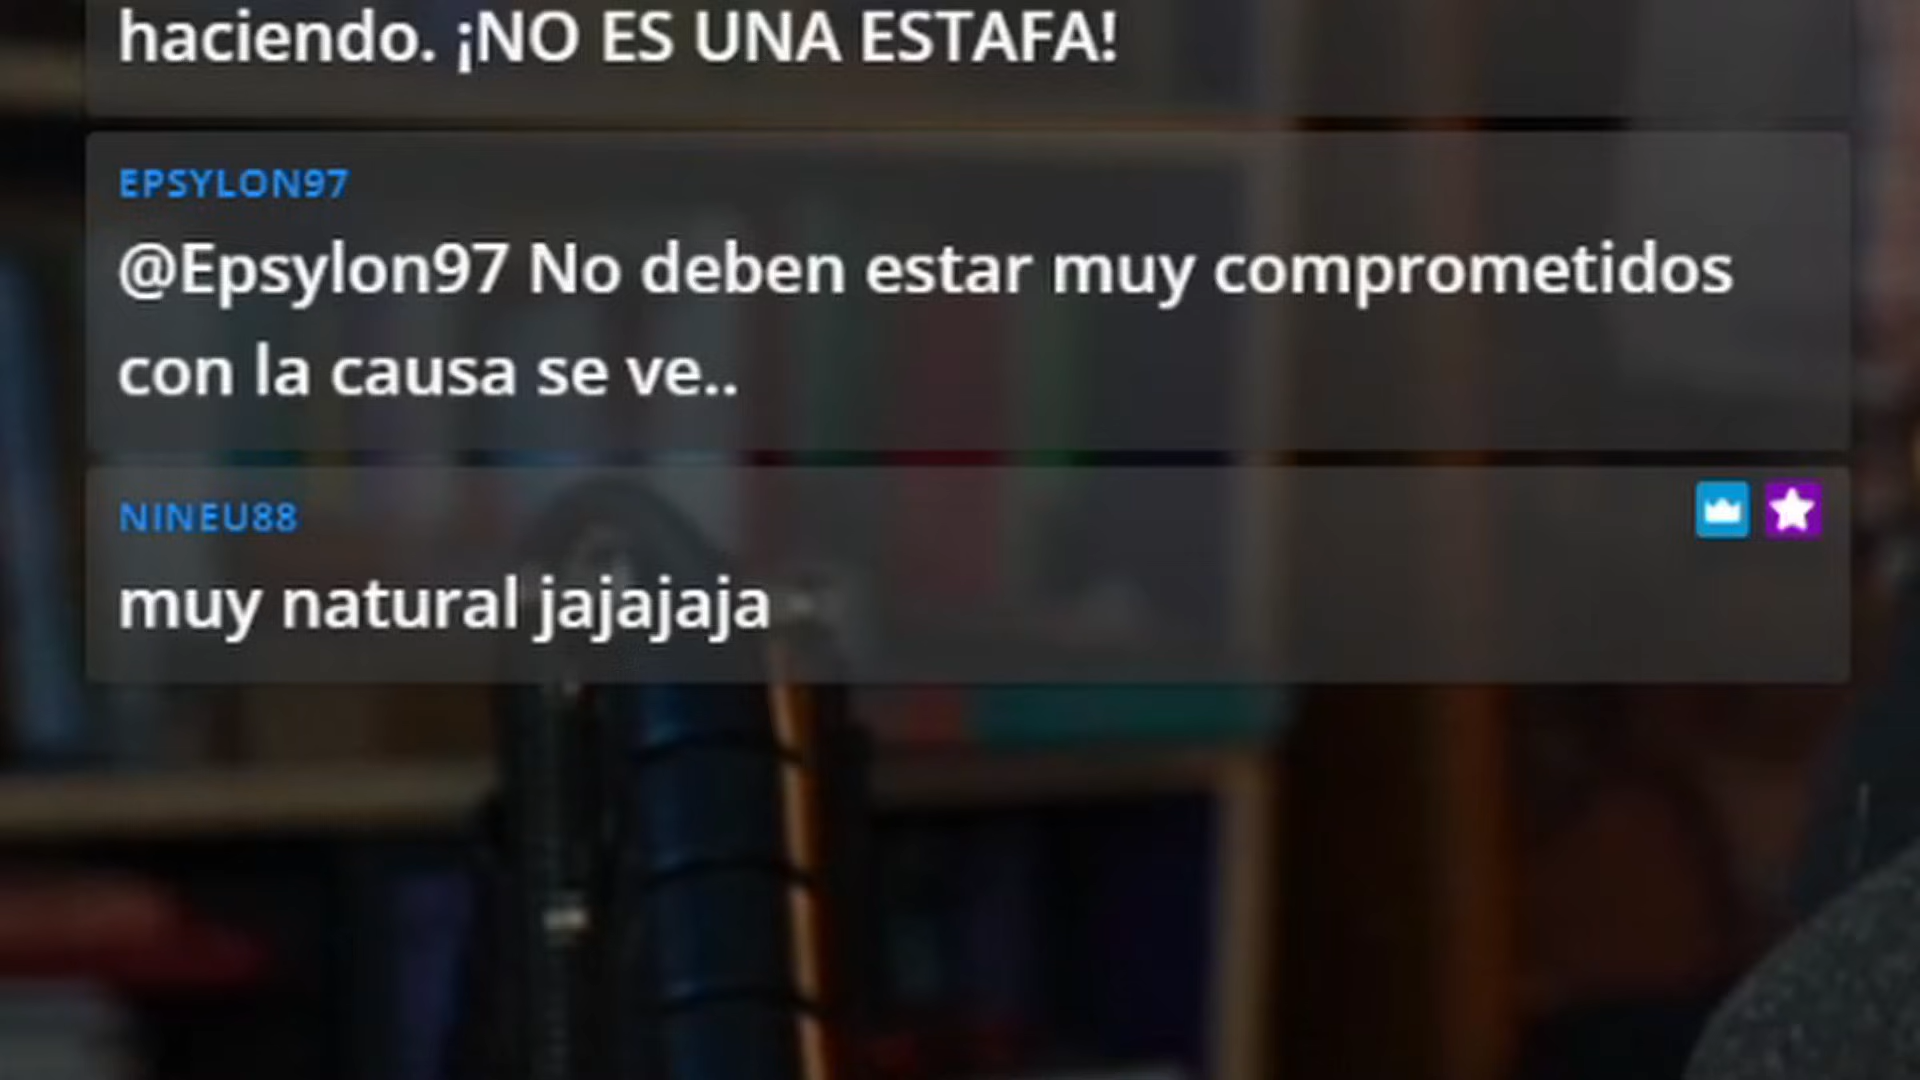 haciendo. ¡NO ES UNA ESTAFA!
EPSYLON97
@Epsylon97 No deben estar muy comprometidos
con la causa se ve..
NINEU88
muy natural jajajaja